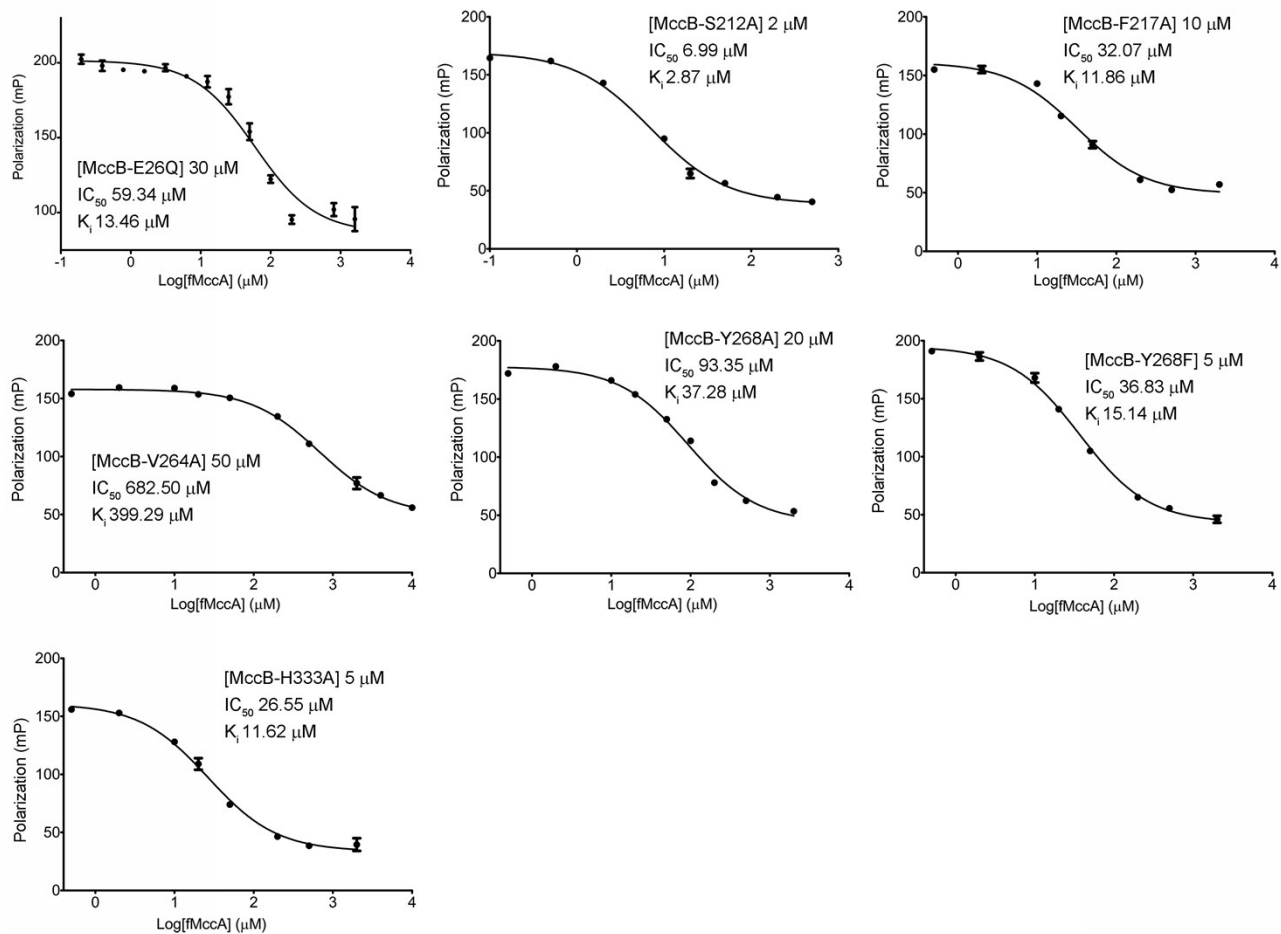 Polarization (mP)
200
150
100
-1
0
1
2
3
4
Log[fMccA] (μM)
[MccB-E26Q] 30 μM
IC50 59.34 μM
Ki 13.46 μM
Polarization (mP)
200
150
100
50
0
-1
0
1
2
3
Log[fMccA] (μM)
[MccB-S212A] 2 μM
IC50 6.99 μM
Ki 2.87 μM
Polarization (mP)
200
150
100
50
0
0
1
2
3
4
Log[fMccA] (μM)
[MccB-F217A] 10 μM
IC50 32.07 μM
Ki 11.86 μM
Polarization (mP)
200
150
100
50
0
0
1
2
3
4
Log[fMccA] (μM)
[MccB-V264A] 50 μM
IC50 682.50 μM
Ki 399.29 μM
Polarization (mP)
200
150
100
50
0
0
1
2
3
4
Log[fMccA] (μM)
[MccB-Y268A] 20 μM
IC50 93.35 μM
Ki 37.28 μM
Polarization (mP)
200
150
100
50
0
0
1
2
3
4
Log[fMccA] (μM)
[MccB-Y268F] 5 μM
IC50 36.83 μM
Ki 15.14 μM
Polarization (mP)
200
150
100
50
0
0
1
2
3
4
Log[fMccA] (μM)
[MccB-H333A] 5 μM
IC50 26.55 μM
Ki 11.62 μM